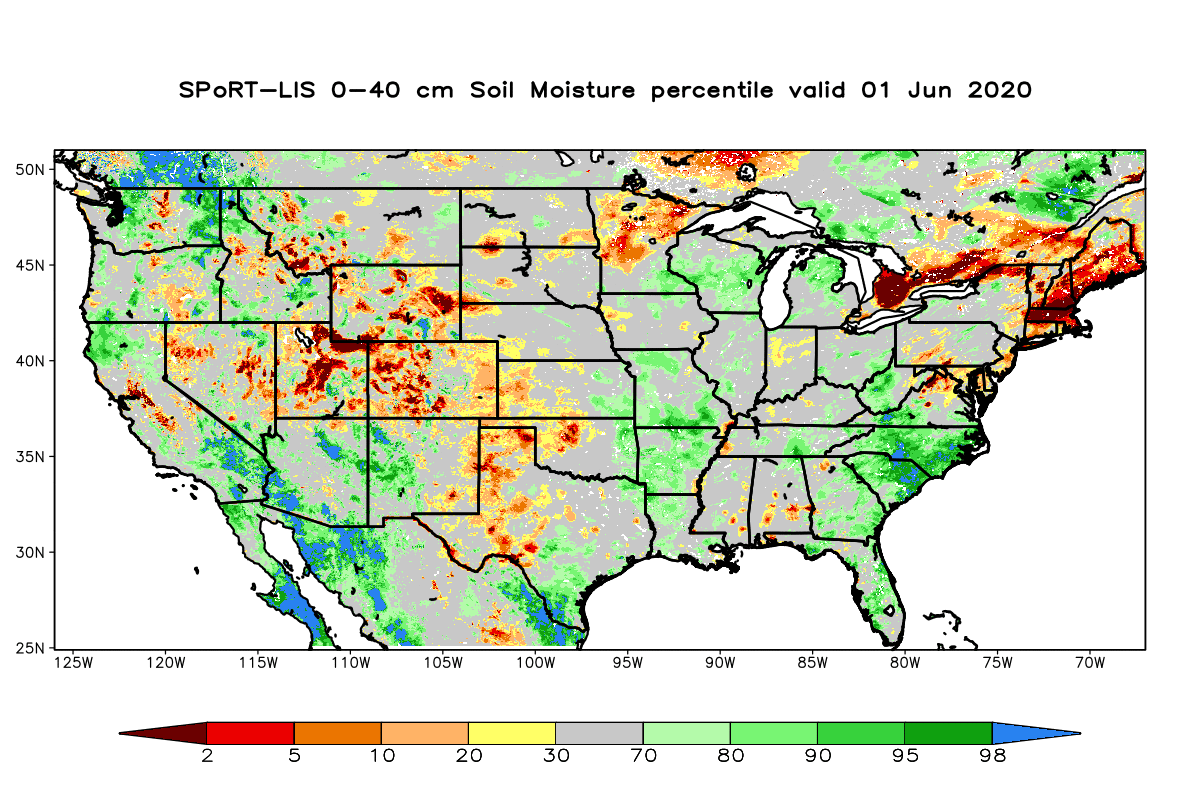 SPoRT-LIS 0-40 cm Soil Moisture percentile valid 01 Jun 2020
50N
45N
40N
35N
30N
25N
125W 120W 115W 110W 105W 100W 95W 90W 85W 80W 75W 70W
2 5 10 20 30 70 80 90 95 98